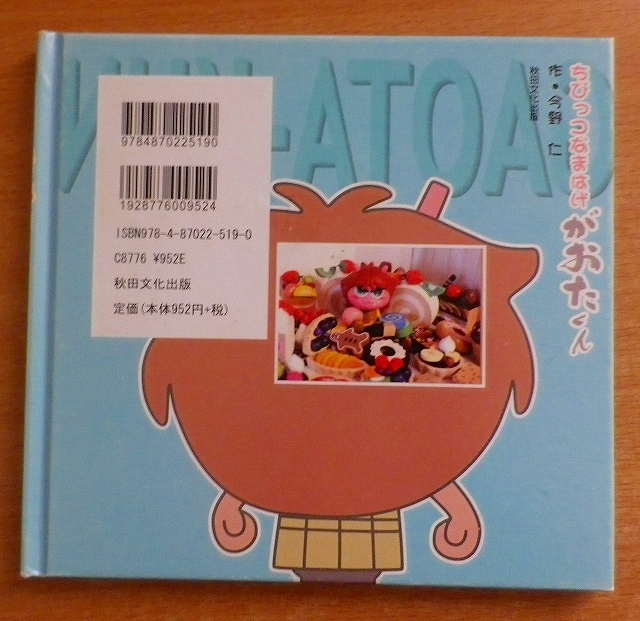 ちびっコなまはげ
がおたくん
作・今野 仁
秋田文化出版
9784870225190
1928776009524
ISBN978-4-87022-519-0
C8776 ¥952E
秋田文化出版
定価(本体952円+税)